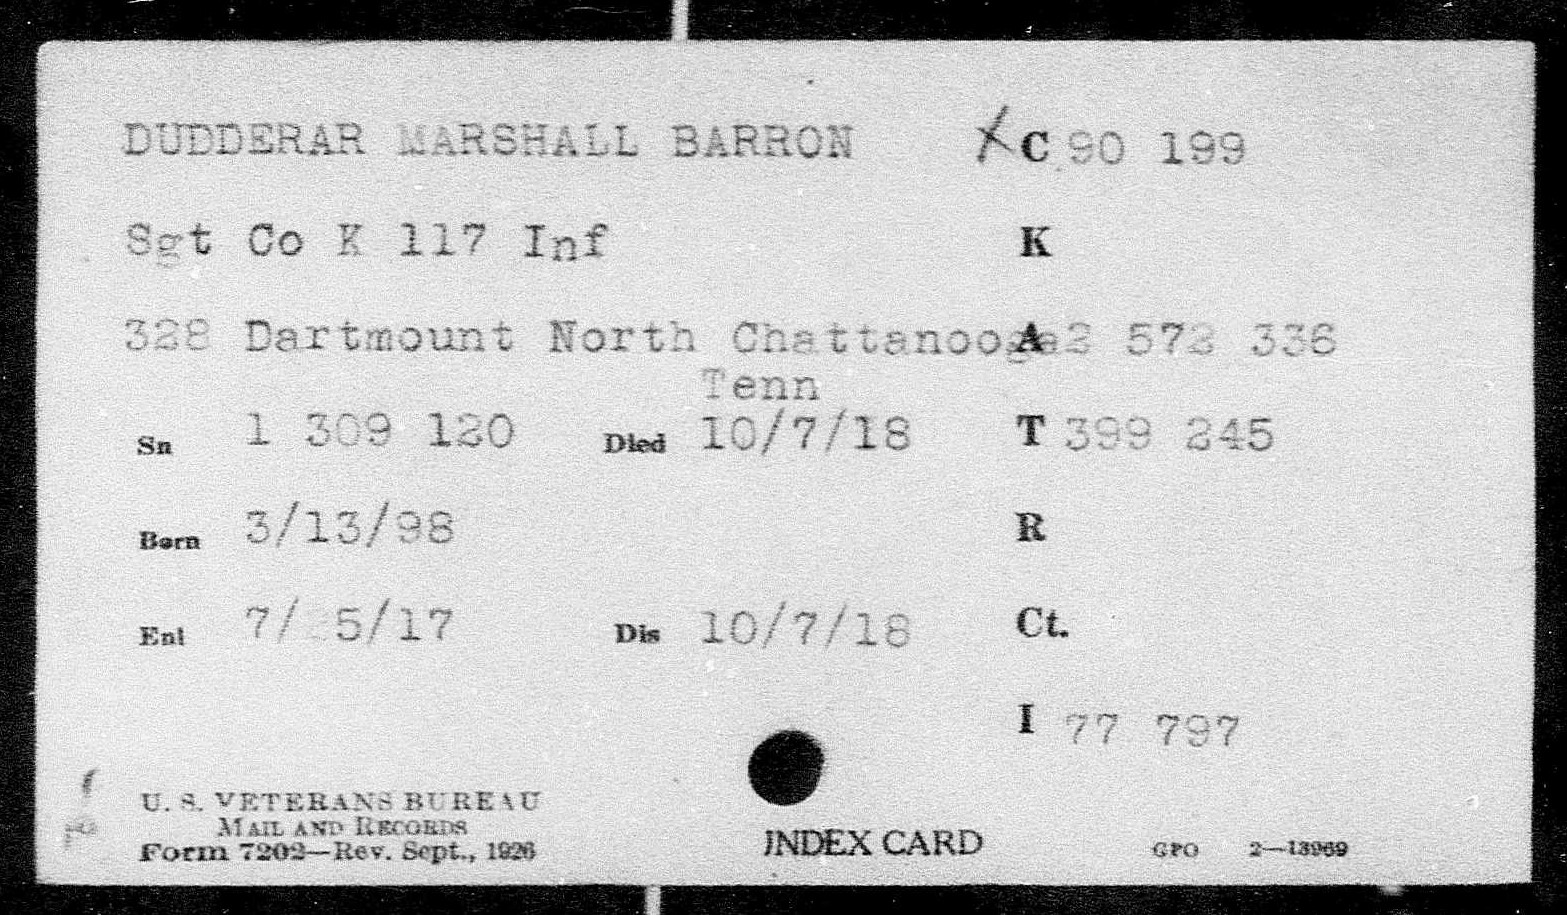 DUDDERAR MARSHALL BARRON XC 90 199
Sgt Co K 117 Inf K
328 Dartmount North Chattanooga A 2 572 336
Tenn
Sn 1 309 120 Died 10/7/18 T 399 245
Born 3/13/98 R
Enl 7/ 5/17 Dis 10/7/18 Ct.
I 77 797
U. S. VETERANS BUREAU
MAIL AND RECORDS
Form 7202—Rev. Sept., 1926 INDEX CARD GPO 2—13969